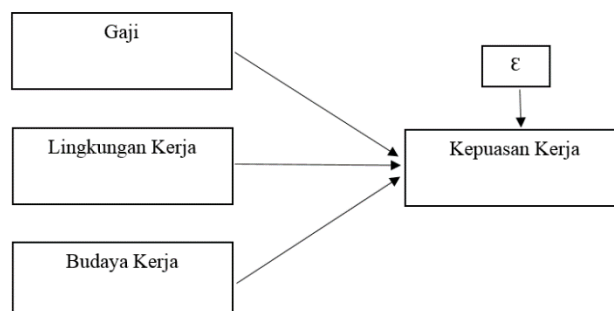 Gaji
ε
Lingkungan Kerja
Kepuasan Kerja
Budaya Kerja